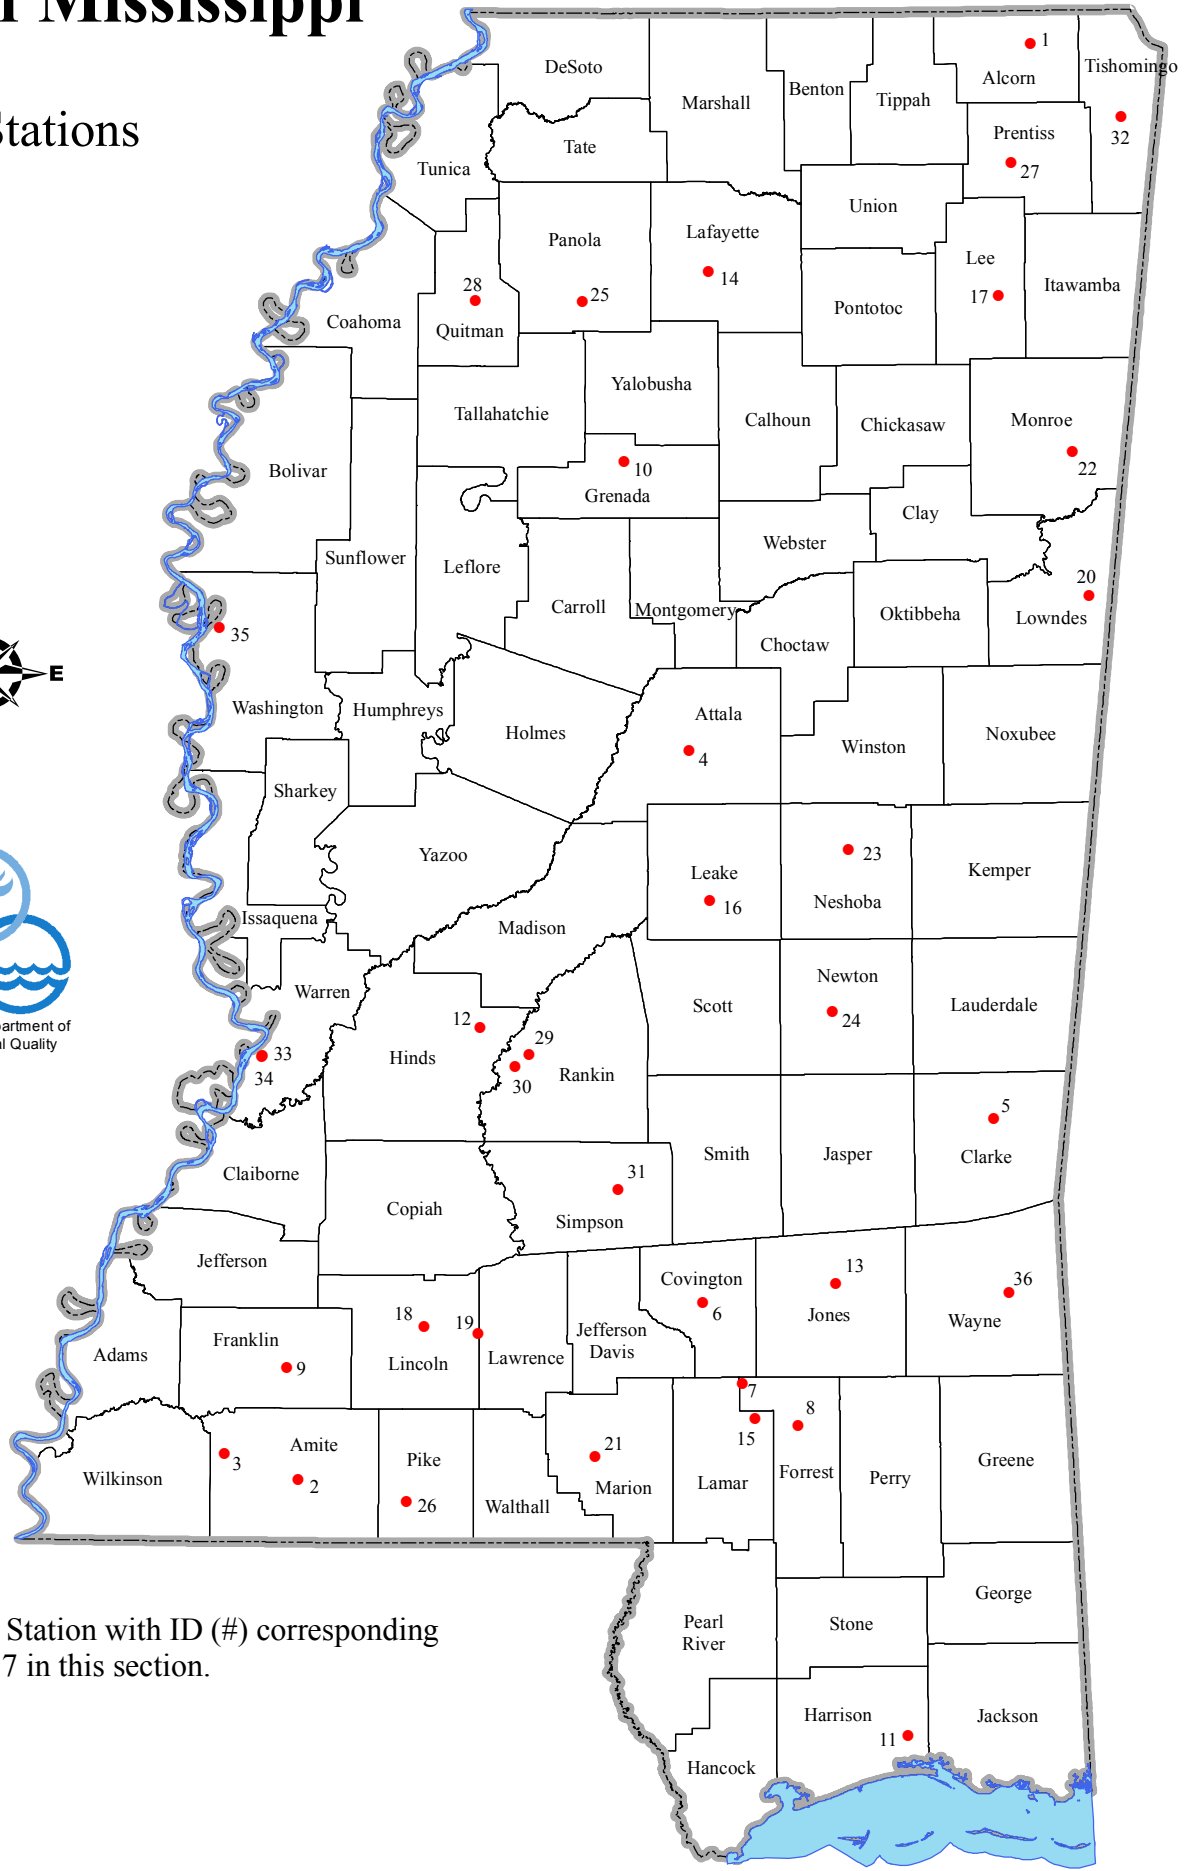 Mississippi
Stations
DeSoto
Marshall
Benton
Tippah
1
Alcorn
Tishomingo
32
Tunica
Tate
Prentiss
27
Union
Panola
25
Lafayette
14
28
Quitman
Coahoma
Pontotoc
Lee
17
Itawamba
Tallahatchie
Yalobusha
Calhoun
Chickasaw
Monroe
22
Bolivar
10
Grenada
Clay
Sunflower
Leflore
Webster
Carroll
Montgomery
Choctaw
Oktibbeha
20
Lowndes
35
E
Washington
Humphreys
Holmes
Attala
4
Winston
Noxubee
Sharkey
Yazoo
Leake
16
23
Neshoba
Kemper
Issaquena
Madison
Warren
Scott
Newton
24
Lauderdale
artment of
l Quality
33
34
12
Hinds
29
30
Rankin
Smith
Jasper
5
Clarke
Claiborne
Copiah
31
Simpson
Jefferson
Covington
6
13
Jones
36
Wayne
Adams
Franklin
9
18
Lincoln
19
Lawrence
Jefferson
Davis
7
15
Lamar
8
Forrest
Perry
Greene
Wilkinson
3
Amite
2
Pike
26
Walthall
21
Marion
George
Pearl
River
Stone
Station with ID (#) corresponding
7 in this section.
Harrison
11
Jackson
Hancock